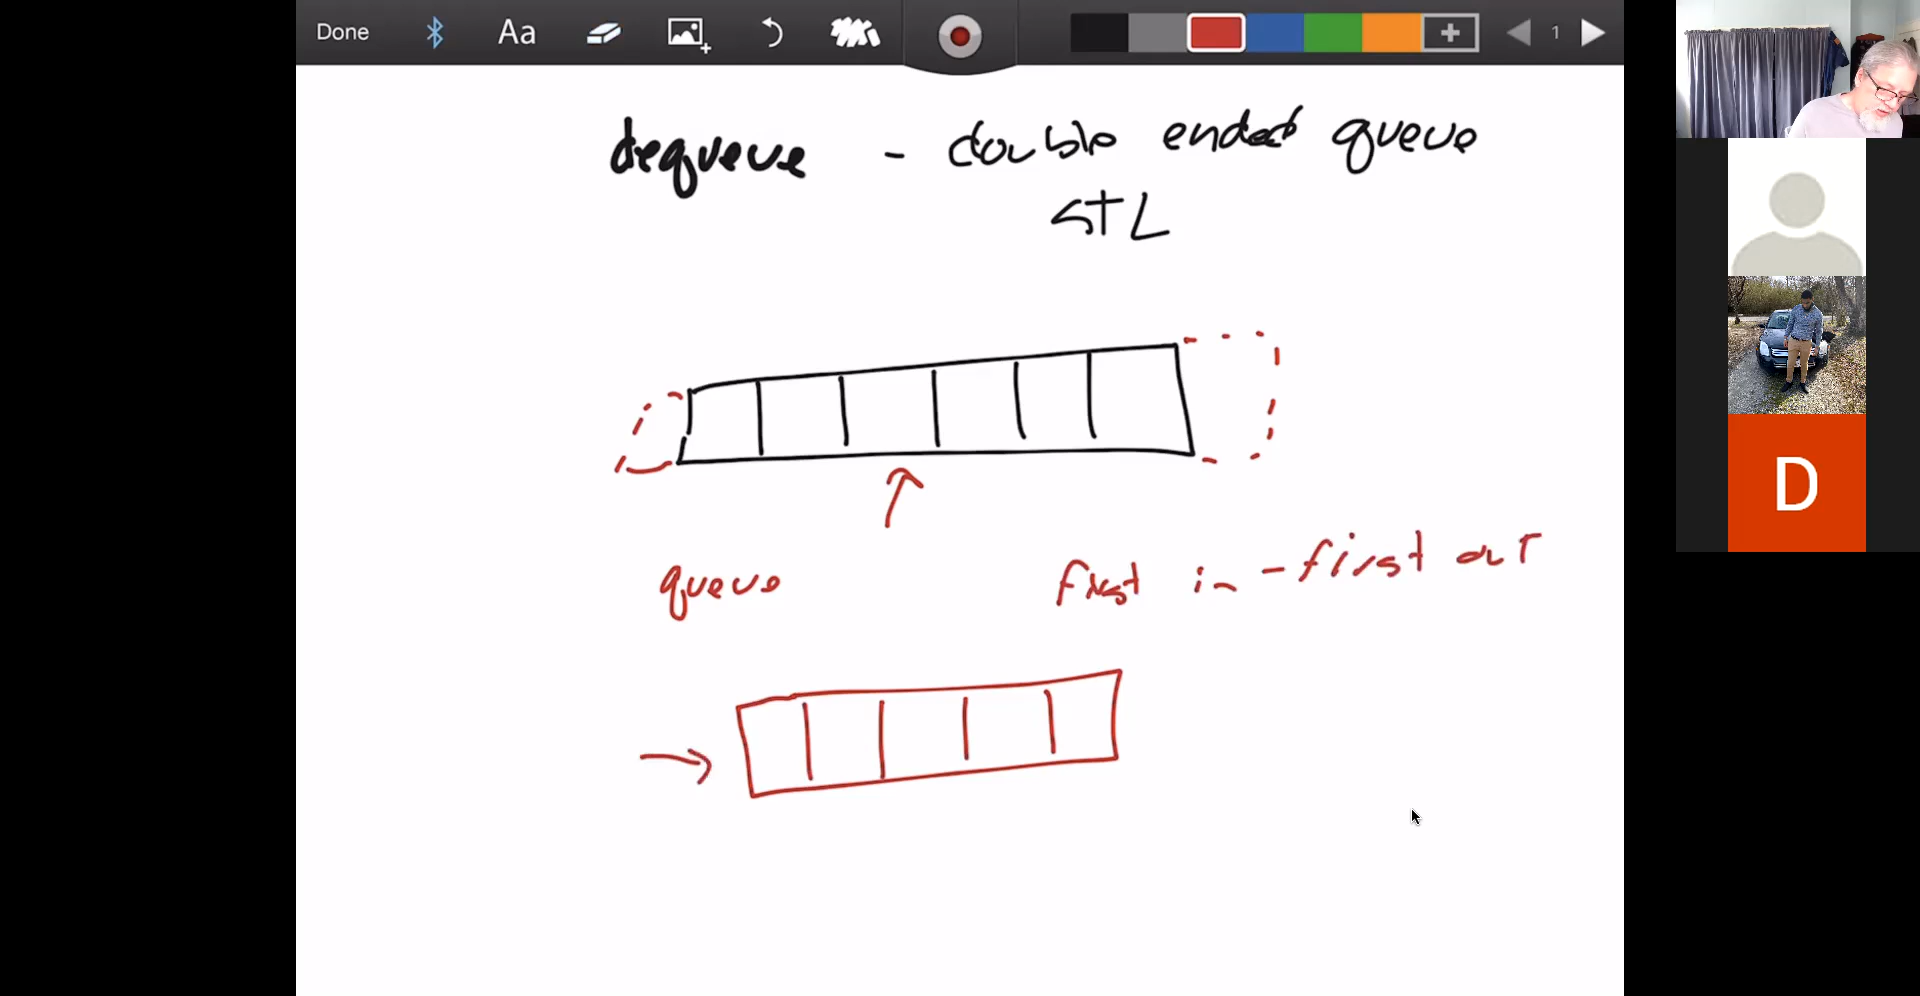 Done
Aa
1
dequeue - double ended queue
STL
queue
first in - first out
D